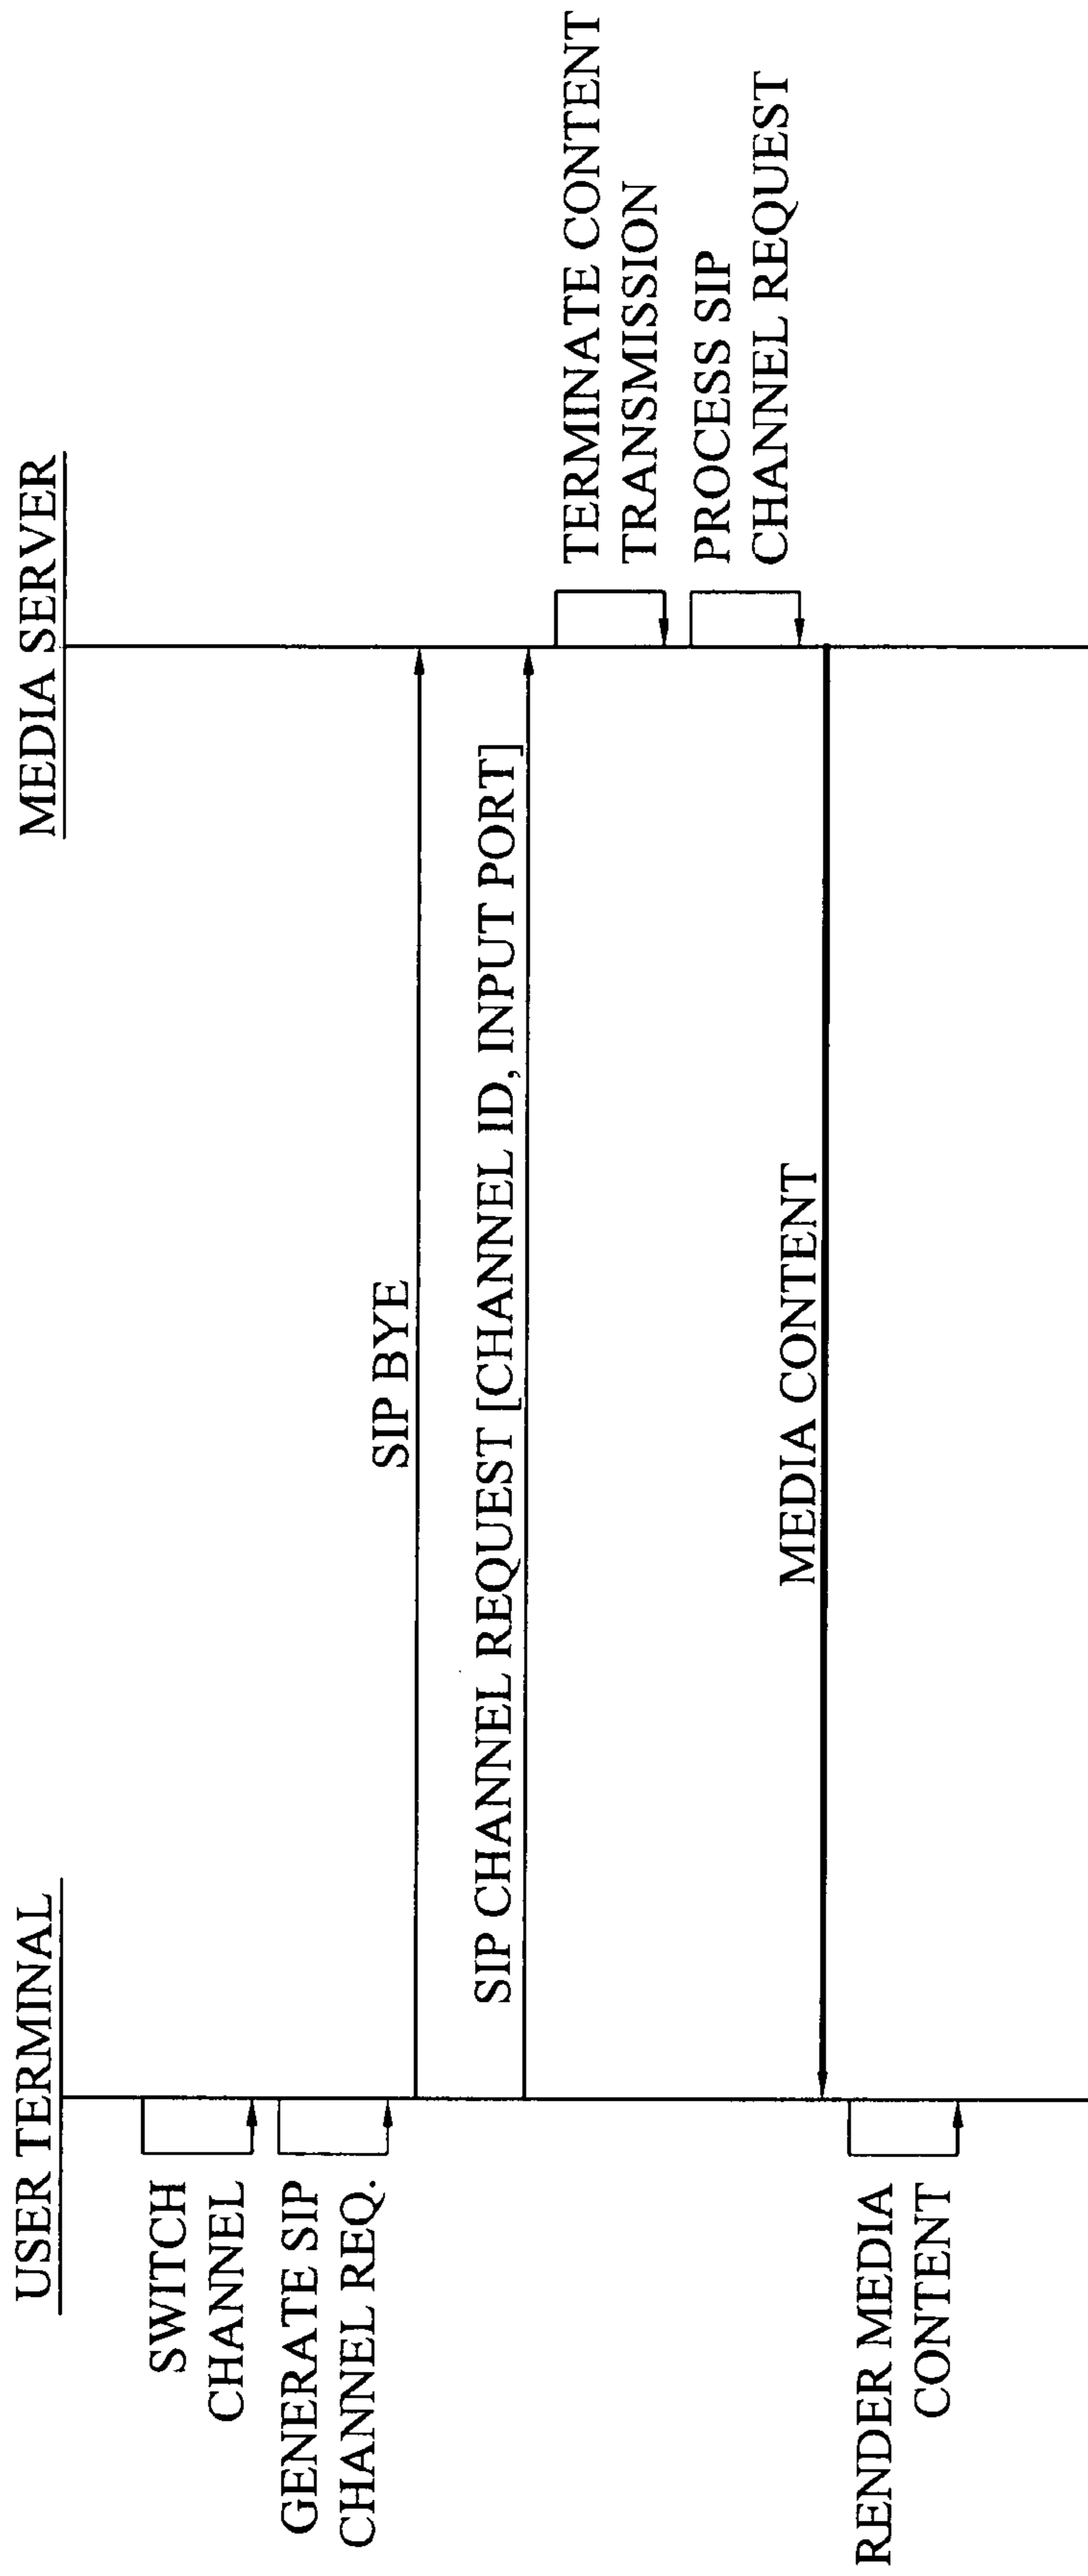 USER TERMINAL
MEDIA SERVER
SWITCH
CHANNEL
GENERATE SIP
CHANNEL REQ.
SIP BYE
SIP CHANNEL REQUEST [CHANNEL ID, INPUT PORT]
TERMINATE CONTENT
TRANSMISSION
PROCESS SIP
CHANNEL REQUEST
MEDIA CONTENT
RENDER MEDIA
CONTENT